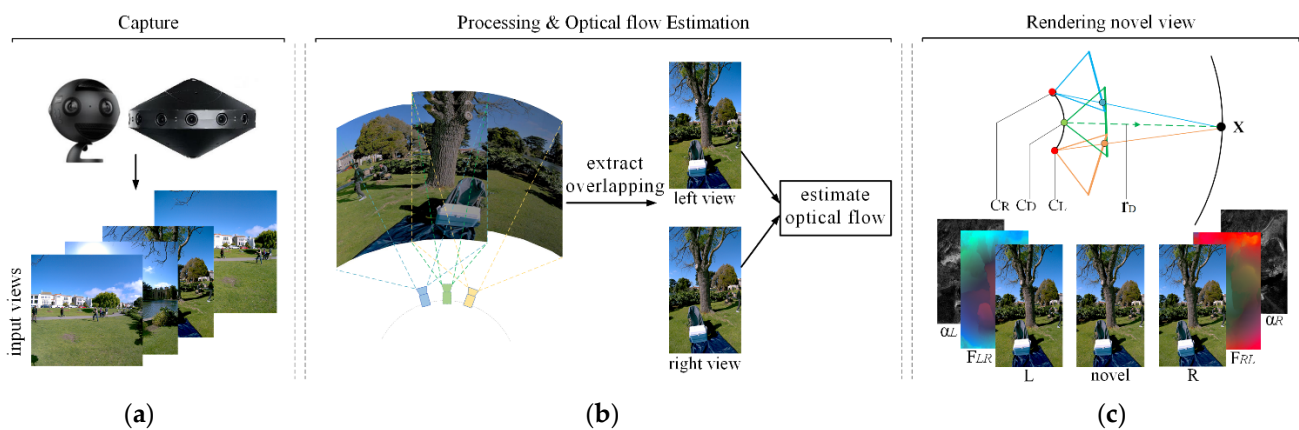 Capture
Processing & Optical flow Estimation
Rendering novel view
input views
extract
overlapping
left view
right view
estimate
optical flow
X
CR CD CL rD
αL
FLR
L
novel
R
FRL
αR
(a)
(b)
(c)